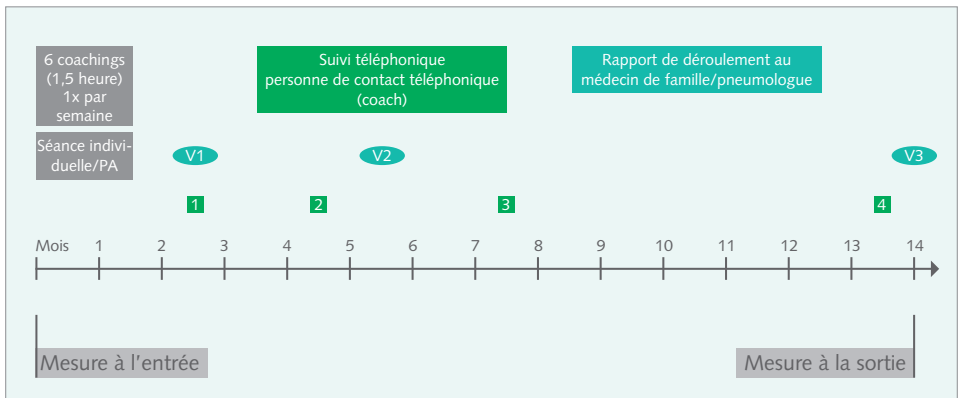 6 coachings
(1,5 heure)
1x par
semaine
Suivi téléphonique
personne de contact téléphonique
(coach)
Rapport de déroulement au
médecin de famille/pneumologue
Séance indivi-
duelle/PA
V1
V2
V3
1
2
3
4
Mois 1 2 3 4 5 6 7 8 9 10 11 12 13 14
Mesure à l'entrée
Mesure à la sortie